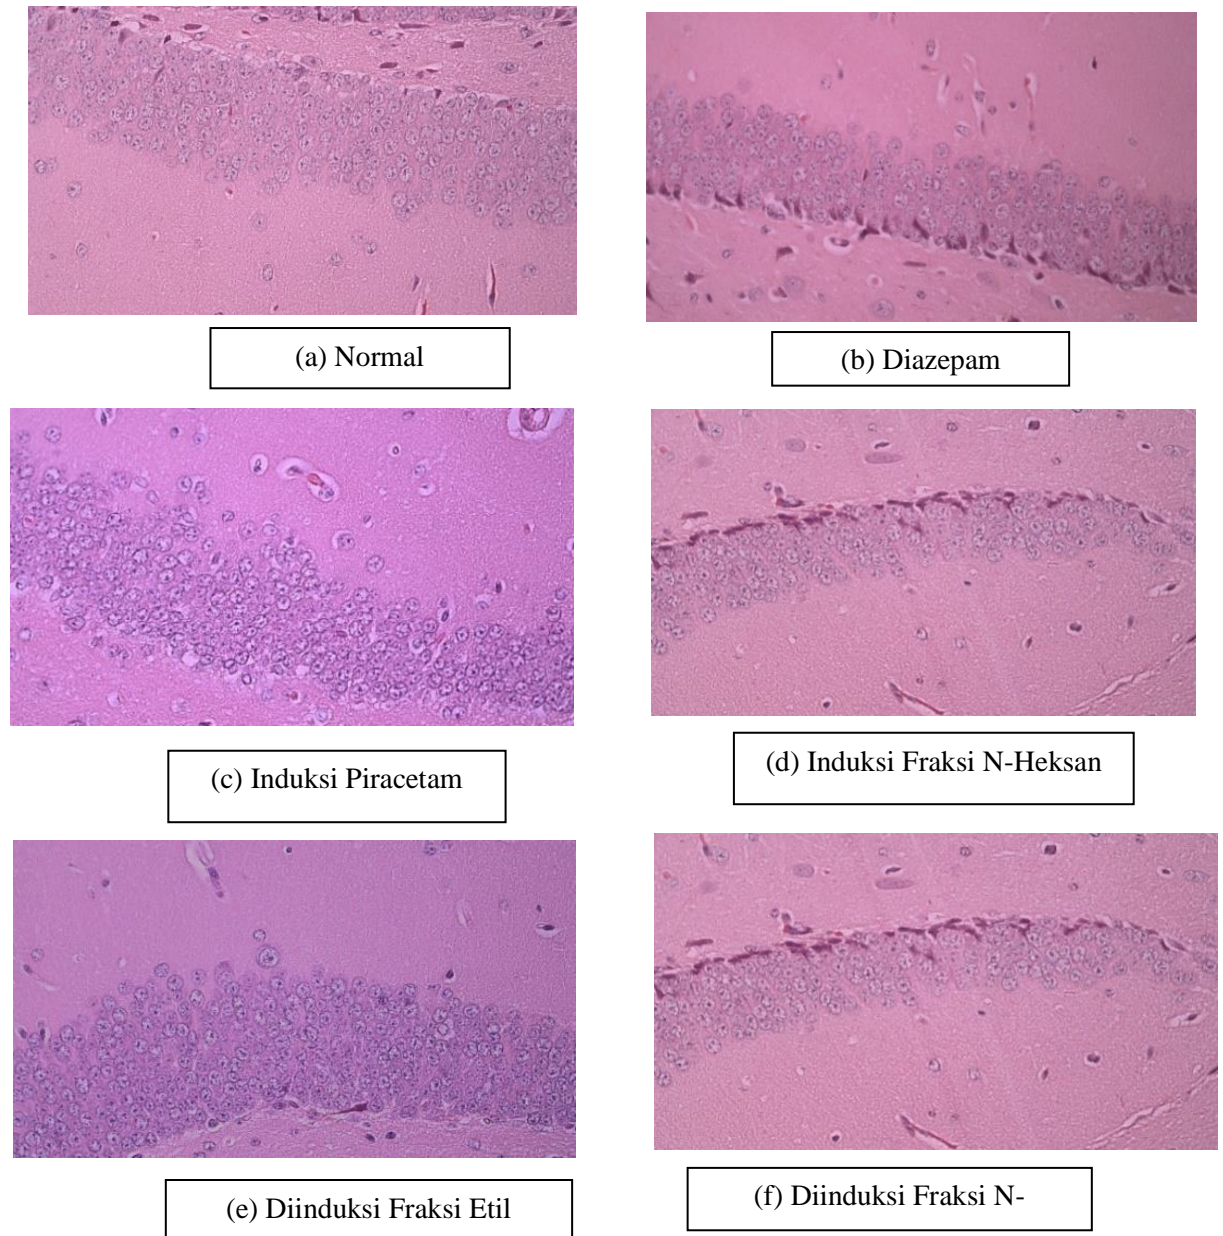 (a) Normal
(b) Diazepam
(c) Induksi Piracetam
(d) Induksi Fraksi N-Heksan
(e) Diinduksi Fraksi Etil
(f) Diinduksi Fraksi N-